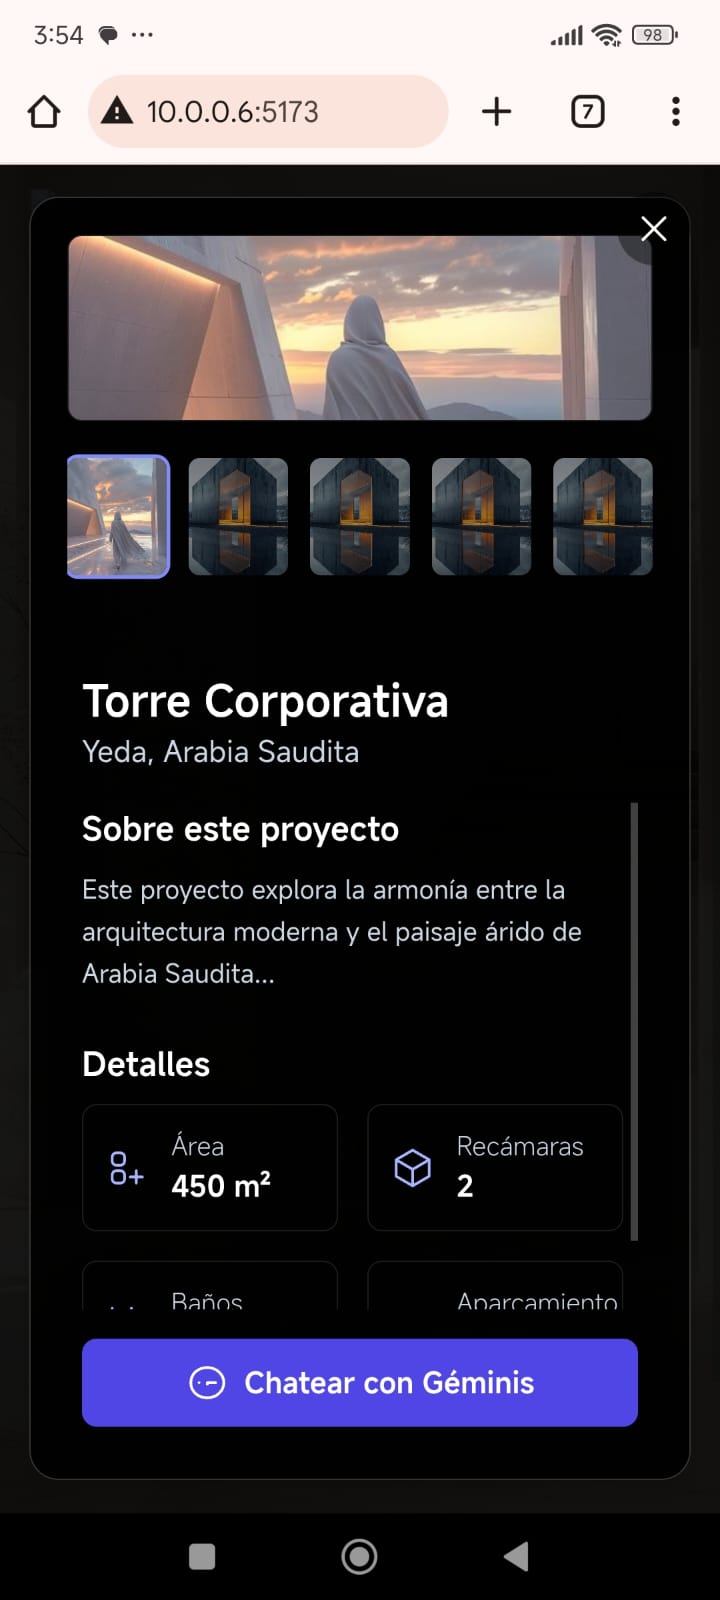 3:54
98
10.0.0.6:5173
7
Torre Corporativa
Yeda, Arabia Saudita
Sobre este proyecto
Este proyecto explora la armonía entre la
arquitectura moderna y el paisaje árido de
Arabia Saudita...
Detalles
Área
450 m²
Recámaras
2
Baños
Aparcamiento
Chatear con Géminis